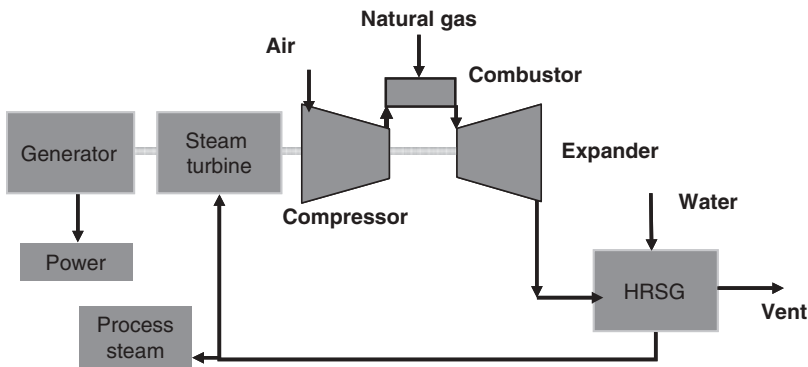 Natural gas
Air
Combustor
Generator
Steam
turbine
Expander
Compressor
Water
Power
HRSG
Vent
Process
steam